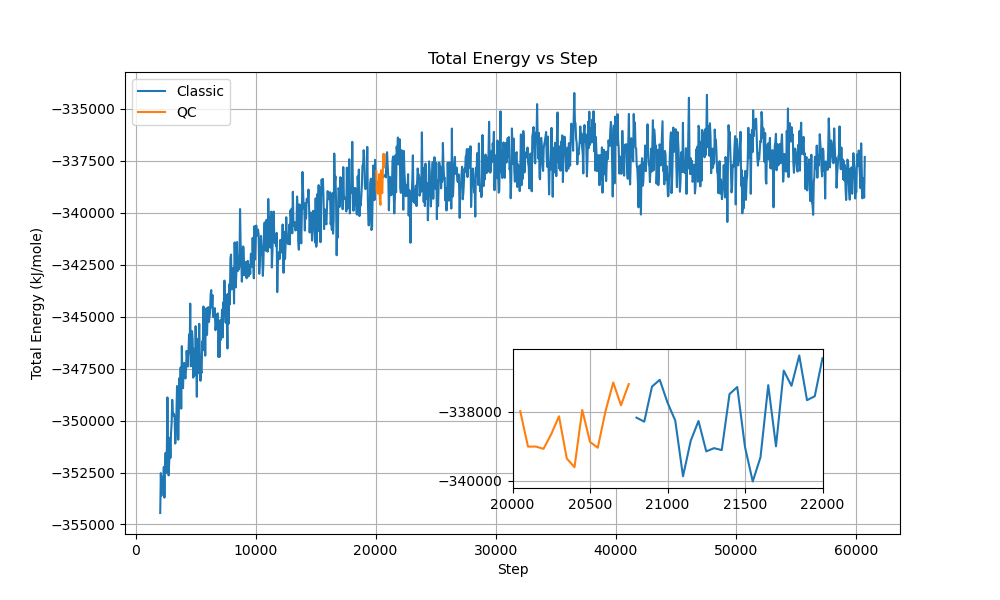 Total Energy vs Step
Classic
QC
Total Energy (kJ/mole)
−335000
−337500
−340000
−342500
−345000
−347500
−350000
−352500
−355000
−338000
−340000
20000 20500 21000 21500 22000
0 10000 20000 30000 40000 50000 60000
Step